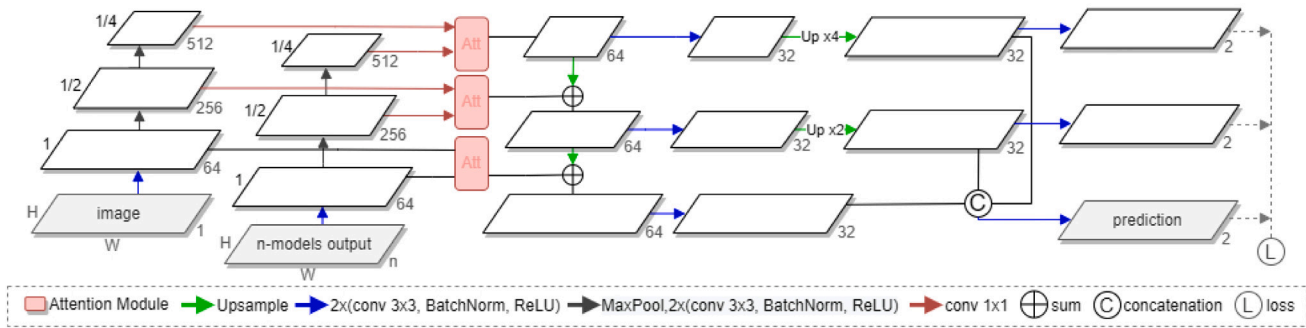 1/4
512
1/4
512
Att
64
32
Up x4
32
2
1/2
256
1/2
256
Att
1
64
64
32
Up x2
32
2
1
64
Att
H
image
1
W
H
n-models output
n
W
64
32
C
prediction
2
L
Attention Module
Upsample
2x(conv 3x3, BatchNorm, ReLU)
MaxPool,2x(conv 3x3, BatchNorm, ReLU)
conv 1x1
sum
C
concatenation
L
loss